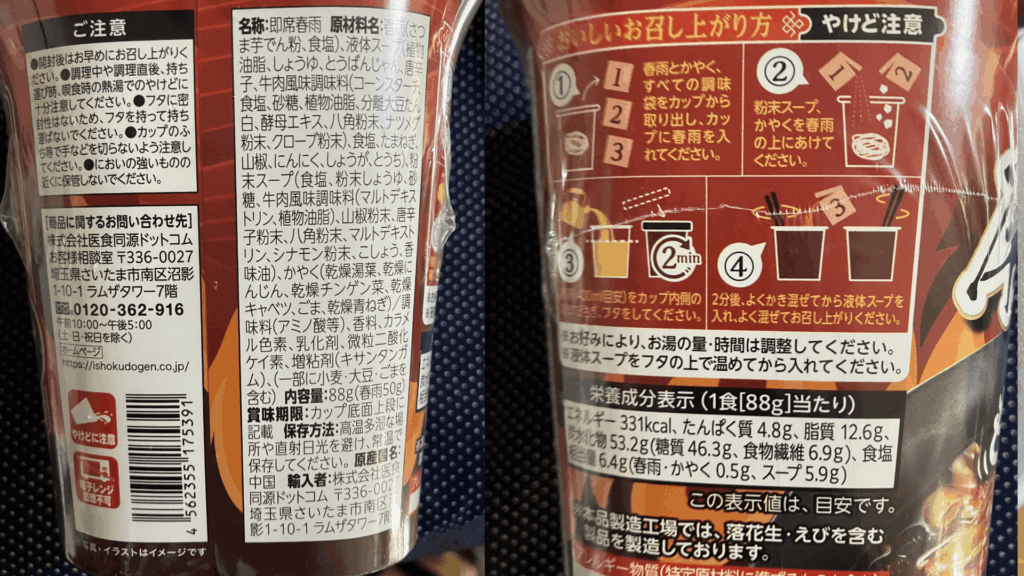 ご注意
●開封後はお早めにお召し上がりく
ださい。●調理中や調理直後、持ち
運び時、喫食時の熱湯でのやけどに
十分注意してください。●フタに密
封性はないため、フタを持って持ち
運ばないでください。●カップのふ
ち等で手などを切らないよう注意し
てください。●においの強いものの
近くに保管しないでください。
[商品に関するお問い合わせ先]
株式会社医食同源ドットコム
お客様相談室 〒336-0027
埼玉県さいたま市南区沼影
1-10-1 ラムザタワー7階
0120-362-916
午前10:00〜午後5:00
(土・日・祝日を除く)
ホームページ
https://ishokudogen.co.jp/
やけどに注意
電子レンジ
調理不可
4 562355 175391
写真・イラストはイメージです
名称:即席春雨 原材料名:春雨(さつ
ま芋でん粉、食塩)、液体スープ(植物
油脂、しょうゆ、とうばんじゃん、唐辛
子、牛肉風味調味料(コーンスターチ、
食塩、砂糖、植物油脂、分離大豆たん
白、酵母エキス、八角粉末、ナツメグ
粉末、クローブ粉末)、食塩、たまねぎ、
山椒、にんにく、しょうが、とうち)、粉
末スープ(食塩、粉末しょうゆ、砂
糖、牛肉風味調味料(マルトデキス
トリン、植物油脂)、山椒粉末、唐辛
子粉末、八角粉末、マルトデキスト
リン、シナモン粉末、こしょう、香
味油)、かやく(乾燥湯葉、乾燥に
んじん、乾燥チンゲン菜、乾燥
キャベツ、ごま、乾燥青ねぎ)/調
味料(アミノ酸等)、香料、カラメ
ル色素、乳化剤、微粒二酸化
ケイ素、増粘剤(キサンタンガ
ム)、(一部に小麦・大豆・ごまを
含む) 内容量:88g(春雨50g)
賞味期限:カップ底面上段に
記載 保存方法:高温多湿な場
所や直射日光を避け、常温で
保存してください。原産国名:
中国 輸入者:株式会社医食
同源ドットコム 〒336-0027
埼玉県さいたま市南区沼
影1-10-1 ラムザタワー7階
おいしいお召し上がり方
やけど注意
①
1
2
3
春雨とかやく、
すべての調味
袋をカップから
取り出し、カッ
プに春雨を入
れてください。
②
1
2
粉末スープ、
かやくを春雨
の上にあけて
ください。
③
2min
目安)をカップ内側の
ぎ、フタをしてください。
④
3
2分後、よくかき混ぜてから液体スープを
入れ、よく混ぜてお召し上がりください。
※お好みにより、お湯の量・時間は調整してください。
※液体スープをフタの上で温めてから入れてください。
栄養成分表示(1食[88g]当たり)
エネルギー 331kcal、たんぱく質 4.8g、脂質 12.6g、
炭水化物 53.2g(糖質 46.3g、食物繊維 6.9g)、食塩
相当量 6.4g(春雨・かやく 0.5g、スープ 5.9g)
この表示値は、目安です。
※本品製造工場では、落花生・えびを含む
製品を製造しております。